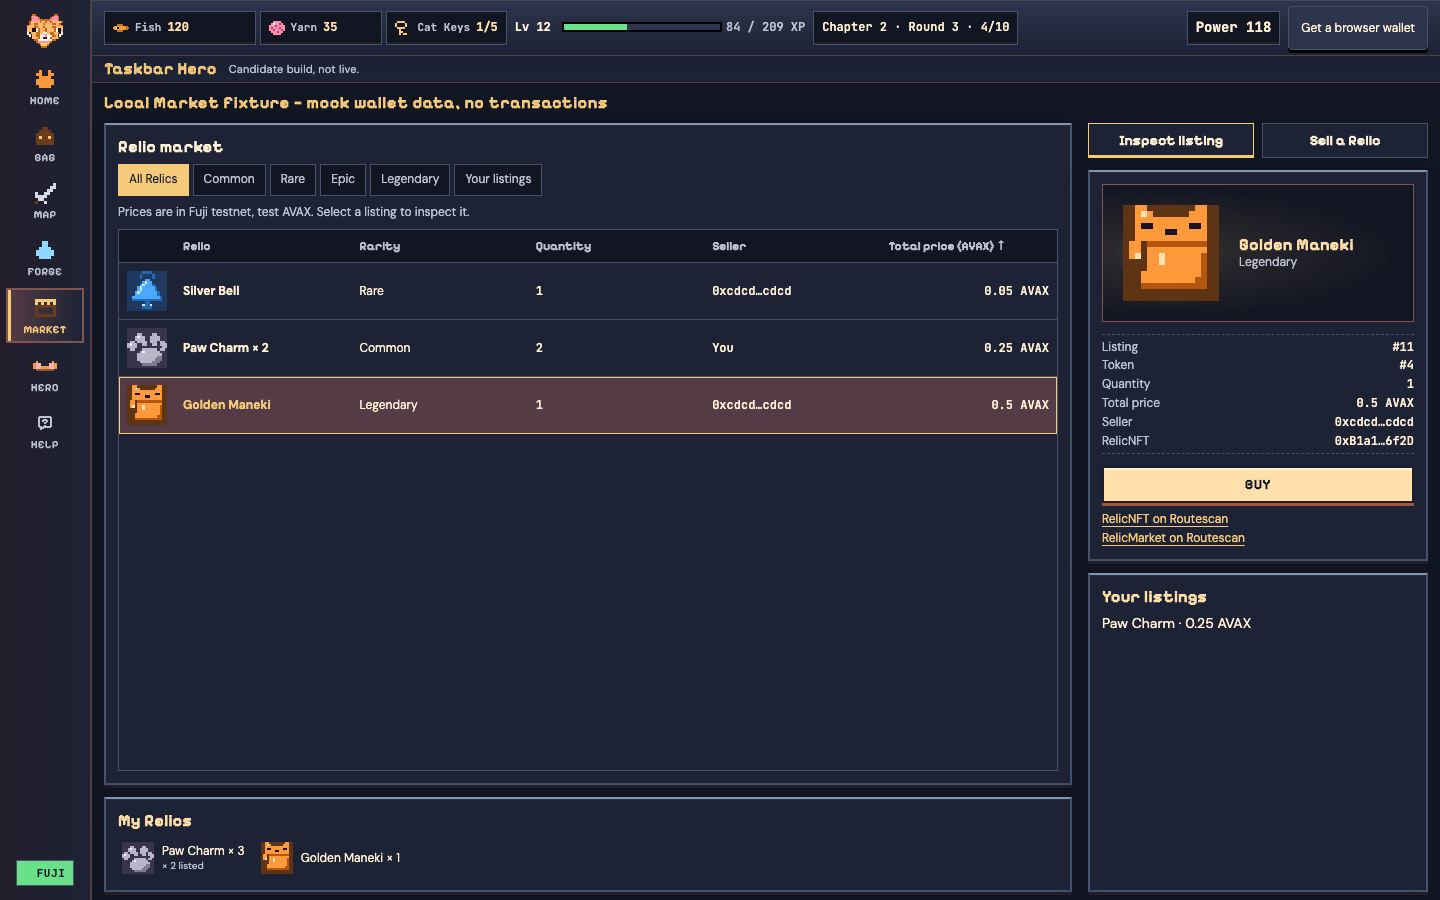 Fish 120
Yarn 35
Cat Keys 1/5
Lv 12
84 / 209 XP
Chapter 2 · Round 3 · 4/10
Power 118
Get a browser wallet
HOME
BAG
MAP
FORGE
MARKET
HERO
HELP
FUJI
Taskbar Hero
Candidate build, not live.
Local Market Fixture - mock wallet data, no transactions
Relic market
All Relics
Common
Rare
Epic
Legendary
Your listings
Prices are in Fuji testnet, test AVAX. Select a listing to inspect it.
Relic Rarity Quantity Seller Total price (AVAX) ↑
Silver Bell Rare 1 0xcdcd…cdcd 0.05 AVAX
Paw Charm × 2 Common 2 You 0.25 AVAX
Golden Maneki Legendary 1 0xcdcd…cdcd 0.5 AVAX
My Relics
Paw Charm × 3
× 2 listed
Golden Maneki × 1
Inspect listing
Sell a Relic
Golden Maneki
Legendary
Listing #11
Token #4
Quantity 1
Total price 0.5 AVAX
Seller 0xcdcd…cdcd
RelicNFT 0xB1a1…6f2D
BUY
RelicNFT on Routescan
RelicMarket on Routescan
Your listings
Paw Charm · 0.25 AVAX